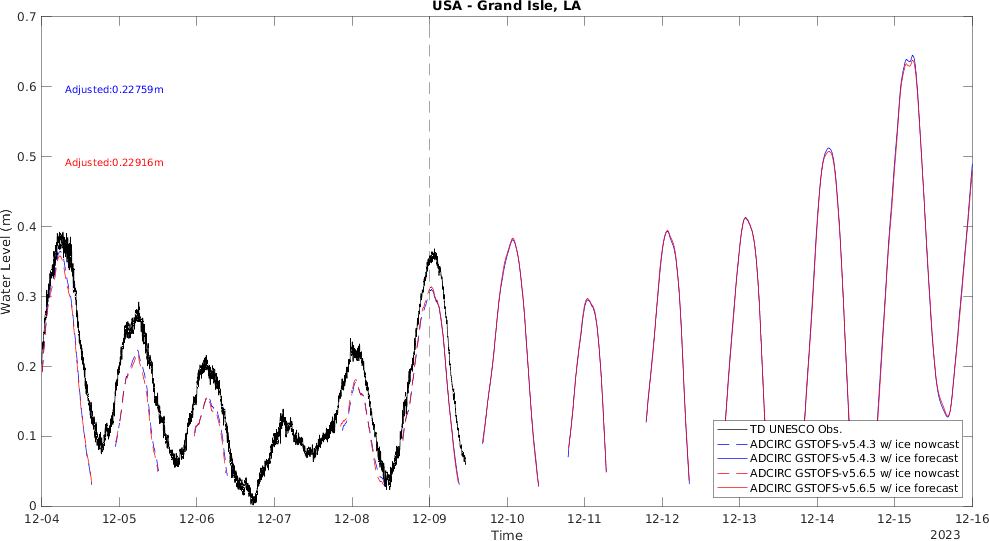 USA - Grand Isle, LA
0.7
0.6
0.5
0.4
0.3
0.2
0.1
0
Water Level (m)
Adjusted:0.22759m
Adjusted:0.22916m
TD UNESCO Obs.
ADCIRC GSTOFS-v5.4.3 w/ ice nowcast
ADCIRC GSTOFS-v5.4.3 w/ ice forecast
ADCIRC GSTOFS-v5.6.5 w/ ice nowcast
ADCIRC GSTOFS-v5.6.5 w/ ice forecast
12-04 12-05 12-06 12-07 12-08 12-09 12-10 12-11 12-12 12-13 12-14 12-15 12-16
Time
2023